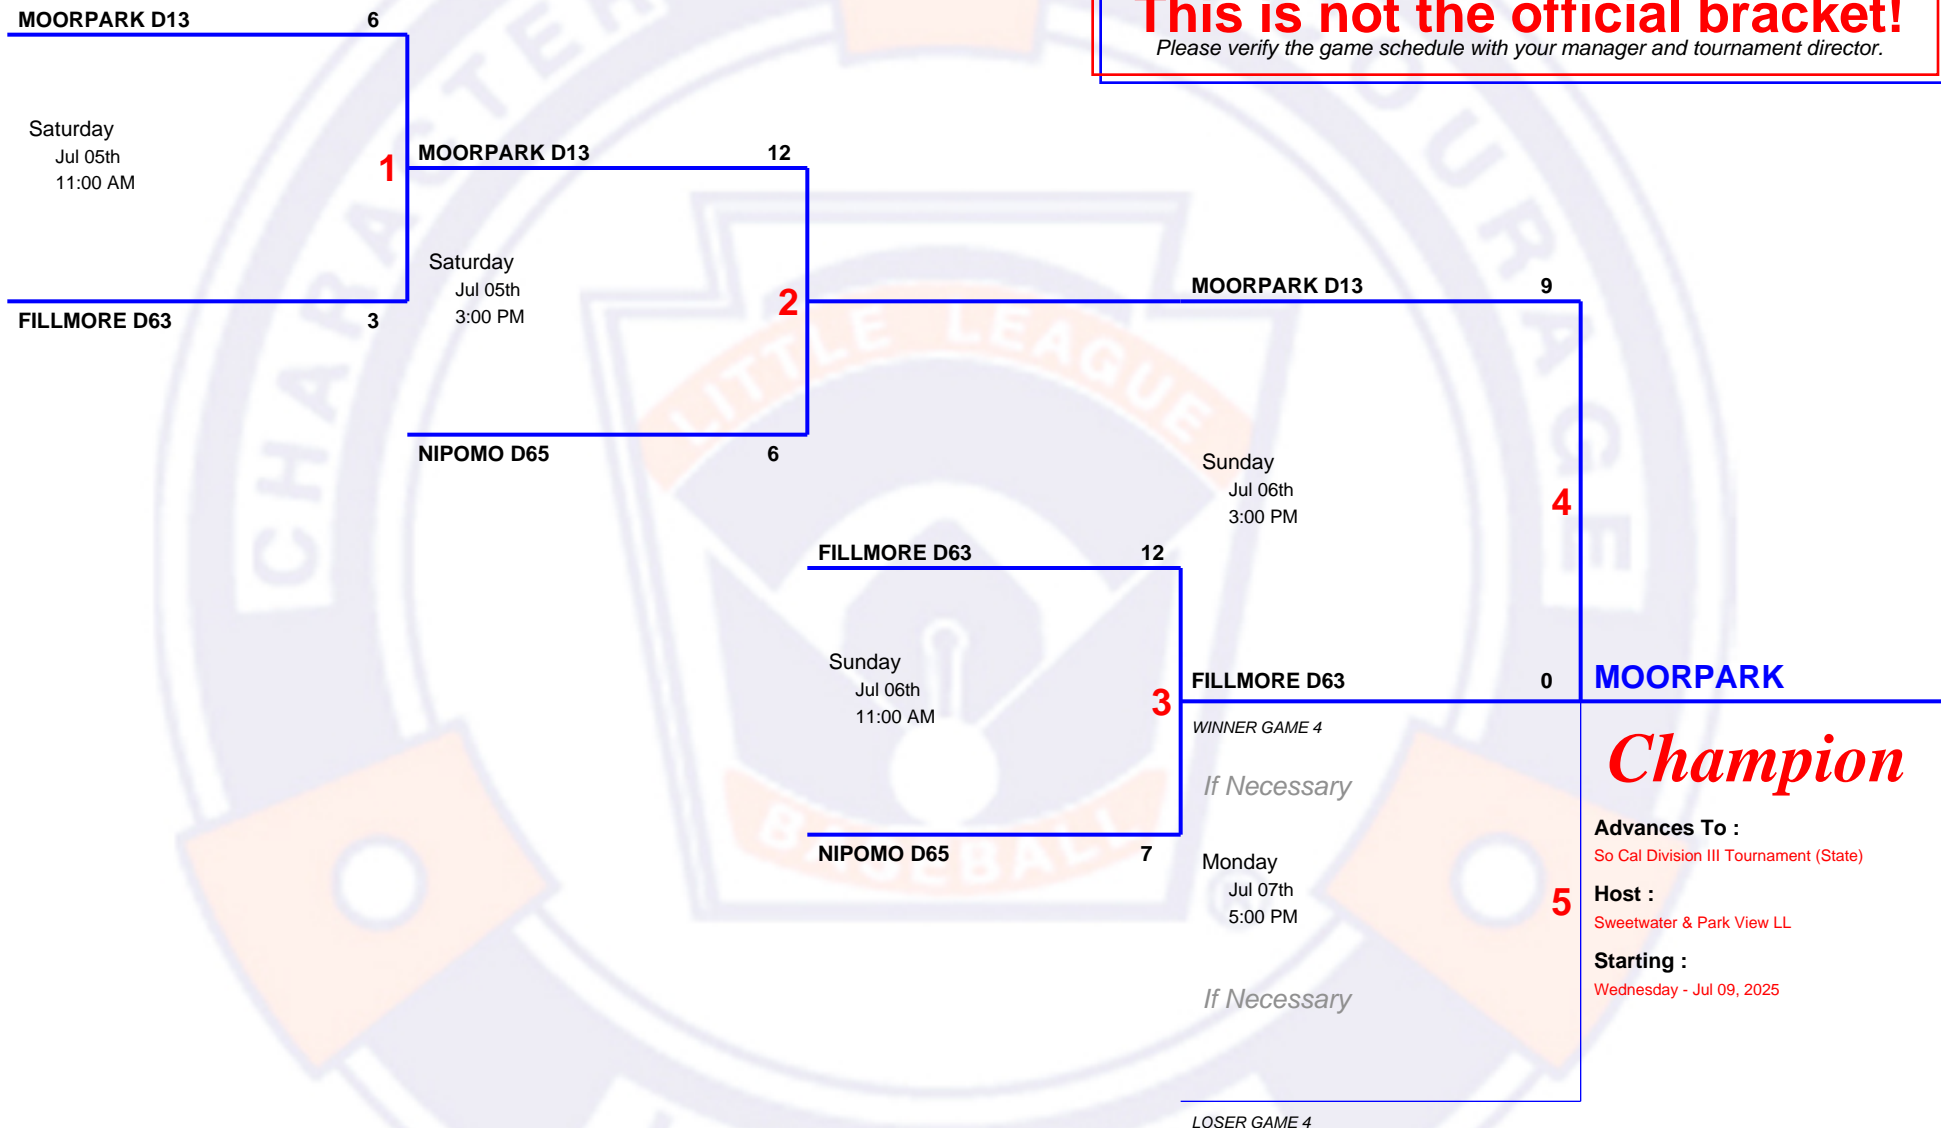 This is not the official bracket!
Please verify the game schedule with your manager and tournament director.
MOORPARK D13 6
Saturday
Jul 05th
11:00 AM
1
FILLMORE D63 3
MOORPARK D13 12
Saturday
Jul 05th
3:00 PM
2
NIPOMO D65 6
MOORPARK D13 9
Sunday
Jul 06th
3:00 PM
4
FILLMORE D63 12
Sunday
Jul 06th
11:00 AM
3
NIPOMO D65 7
FILLMORE D63 0
WINNER GAME 4
If Necessary
Monday
Jul 07th
5:00 PM
5
If Necessary
LOSER GAME 4
MOORPARK
Champion
Advances To :
So Cal Division III Tournament (State)
Host :
Sweetwater & Park View LL
Starting :
Wednesday - Jul 09, 2025
LITTLE LEAGUE
BASEBALL
®